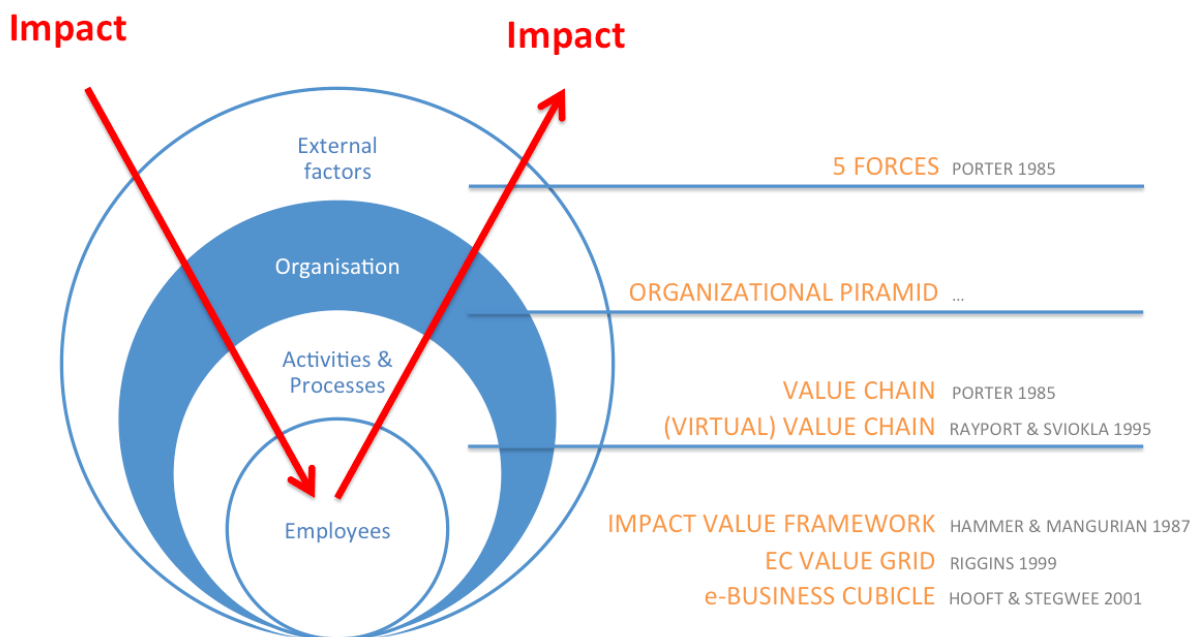 Impact
Impact
External
factors
5 FORCES PORTER 1985
Organisation
ORGANIZATIONAL PIRAMID ...
Activities &
Processes
VALUE CHAIN PORTER 1985
(VIRTUAL) VALUE CHAIN RAYPORT & SVIOKLA 1995
Employees
IMPACT VALUE FRAMEWORK HAMMER & MANGURIAN 1987
EC VALUE GRID RIGGINS 1999
e-BUSINESS CUBICLE HOOFT & STEGWEE 2001